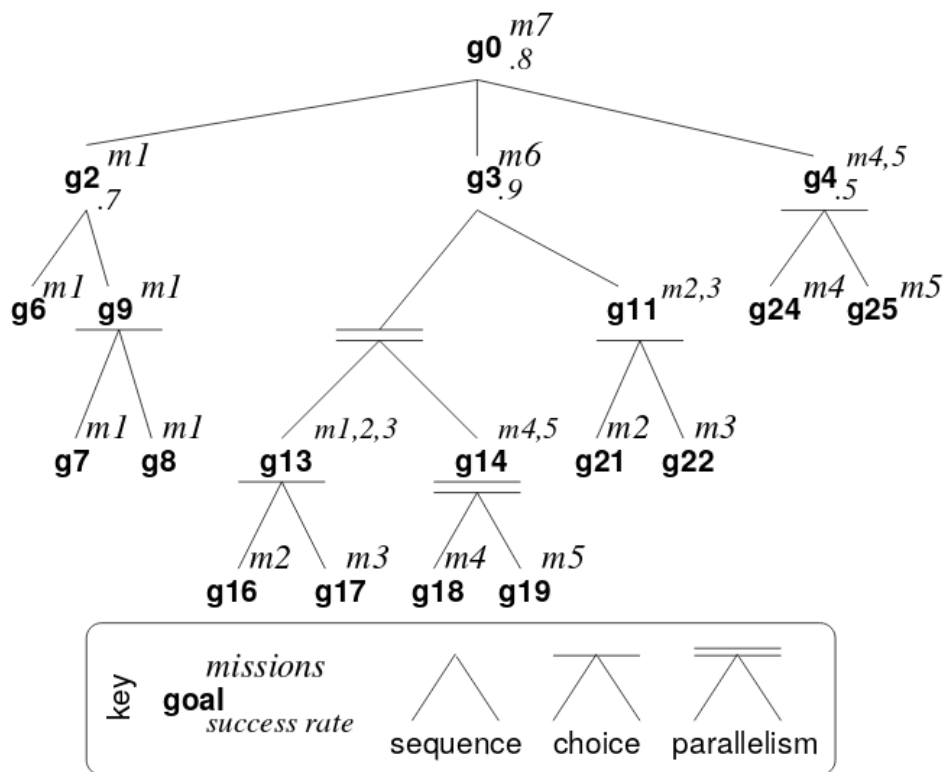 g0 m7 .8
g2 m1 .7 g3 m6 .9 g4 m4,5 .5
g6 m1 g9 m1 g11 m2,3 g24 m4 g25 m5
g7 m1 g8 m1 g13 m1,2,3 g14 m4,5 g21 m2 g22 m3
g16 m2 g17 m3 g18 m4 g19 m5
key
missions
goal
success rate
sequence choice parallelism